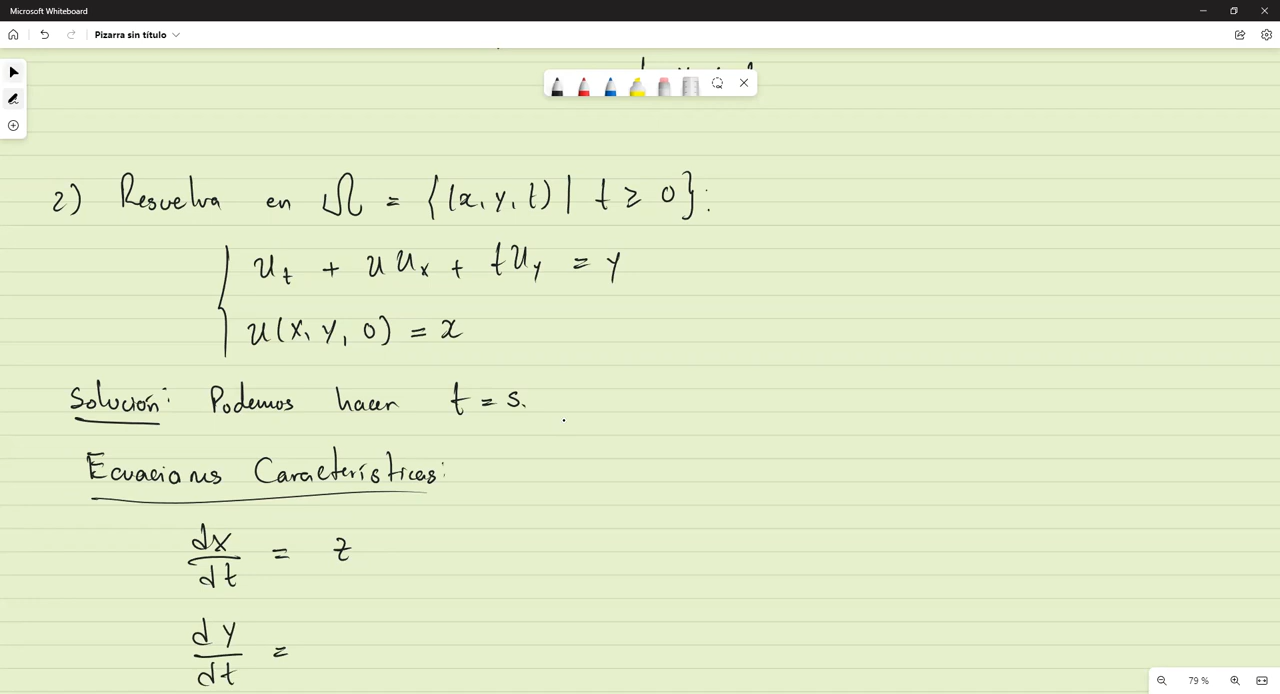 Microsoft Whiteboard
Pizarra sin título
2) Resuelva en Ω = {(x, y, t) | t ≥ 0}:
u_t + u u_x + t u_y = y
u(x, y, 0) = x
Solución: Podemos hacer t = s.
Ecuaciones Características:
dx/dt = z
dy/dt =
79 %